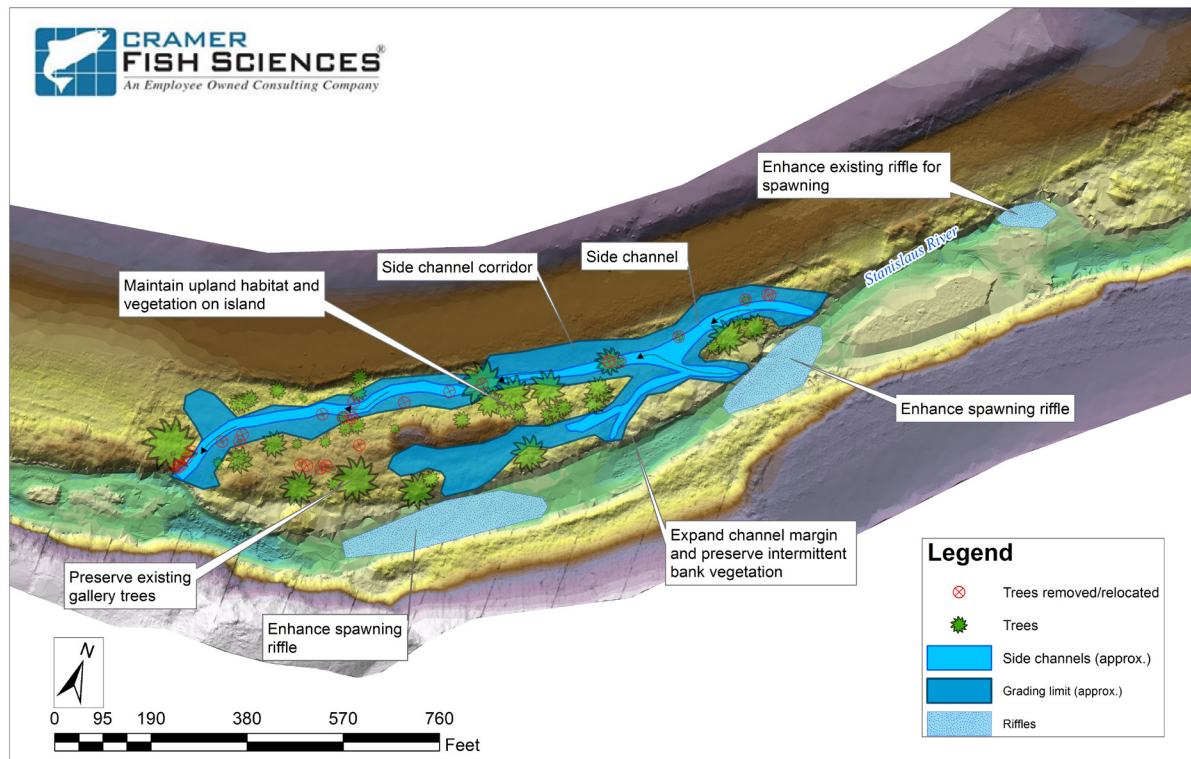 CRAMER
FISH SCIENCES®
An Employee Owned Consulting Company
Enhance existing riffle for
spawning
Stanislaus River
Side channel
Side channel corridor
Maintain upland habitat and
vegetation on island
Enhance spawning riffle
Expand channel margin
and preserve intermittent
bank vegetation
Preserve existing
gallery trees
Enhance spawning
riffle
N
0 95 190 380 570 760
Feet
Legend
Trees removed/relocated
Trees
Side channels (approx.)
Grading limit (approx.)
Riffles